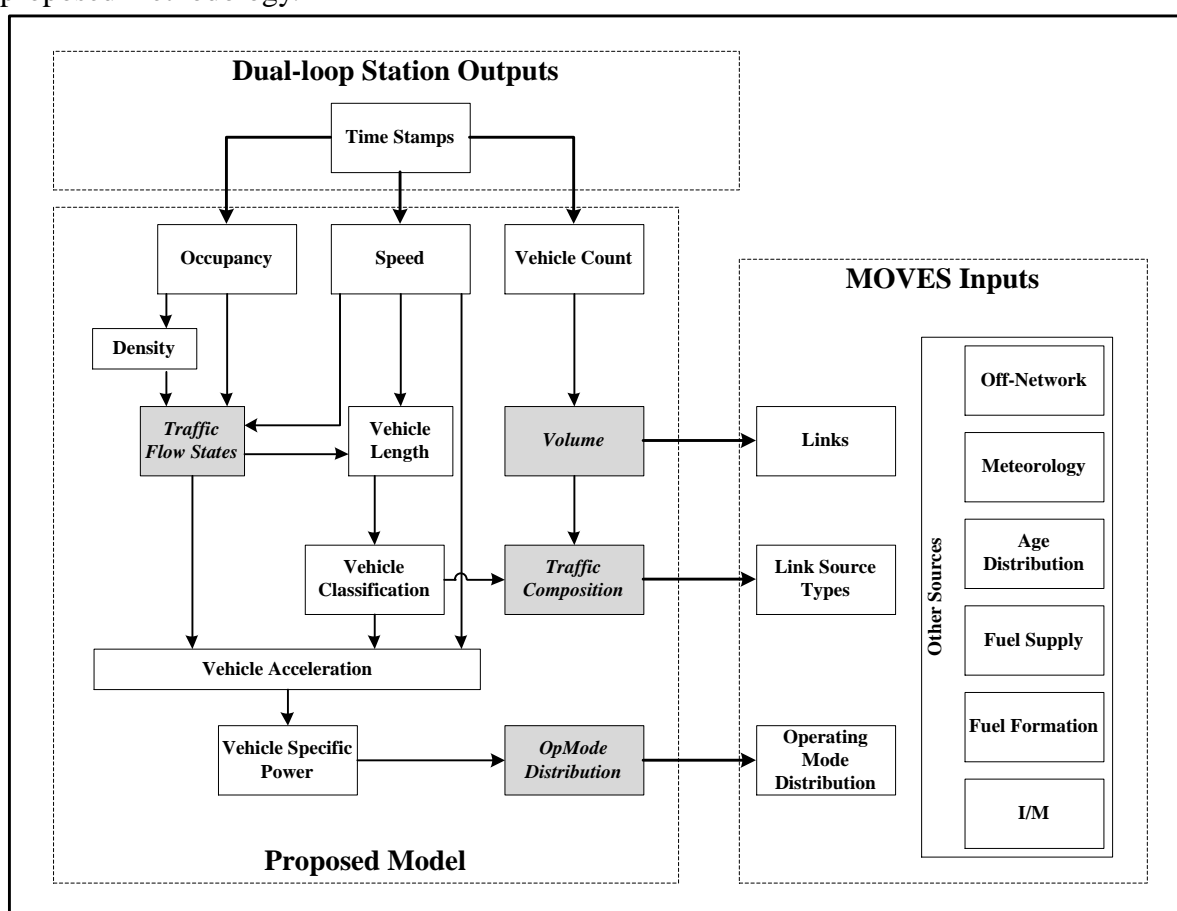 proposed methodology.
Dual-loop Station Outputs
Time Stamps
Occupancy
Speed
Vehicle Count
MOVES Inputs
Density
Off-Network
Traffic
Flow States
Vehicle
Length
Volume
Links
Meteorology
Other Sources
Age
Distribution
Vehicle
Classification
Traffic
Composition
Link Source
Types
Fuel Supply
Vehicle Acceleration
Fuel Formation
Vehicle Specific
Power
OpMode
Distribution
Operating
Mode
Distribution
I/M
Proposed Model